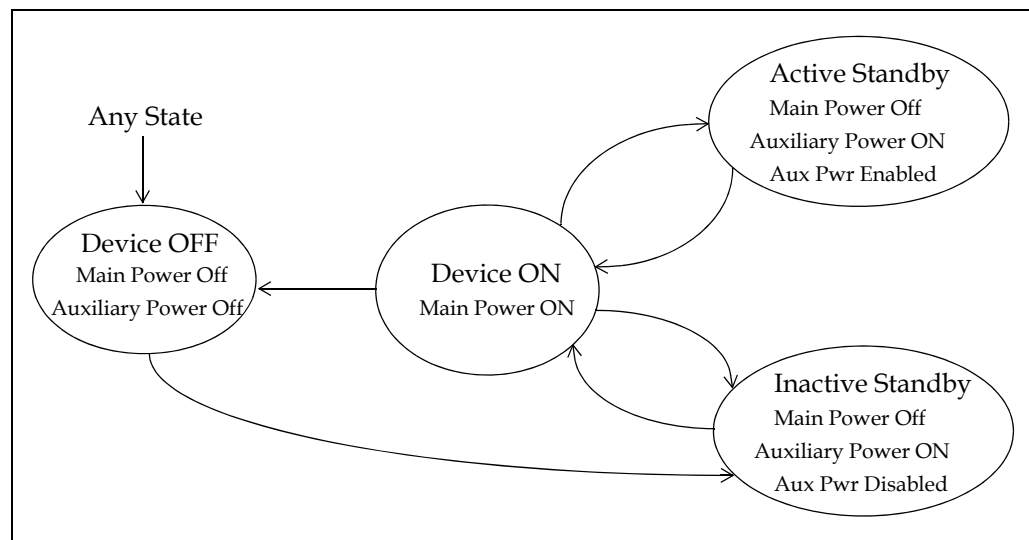 Any State
Device OFF
Main Power Off
Auxiliary Power Off
Device ON
Main Power ON
Active Standby
Main Power Off
Auxiliary Power ON
Aux Pwr Enabled
Inactive Standby
Main Power Off
Auxiliary Power ON
Aux Pwr Disabled